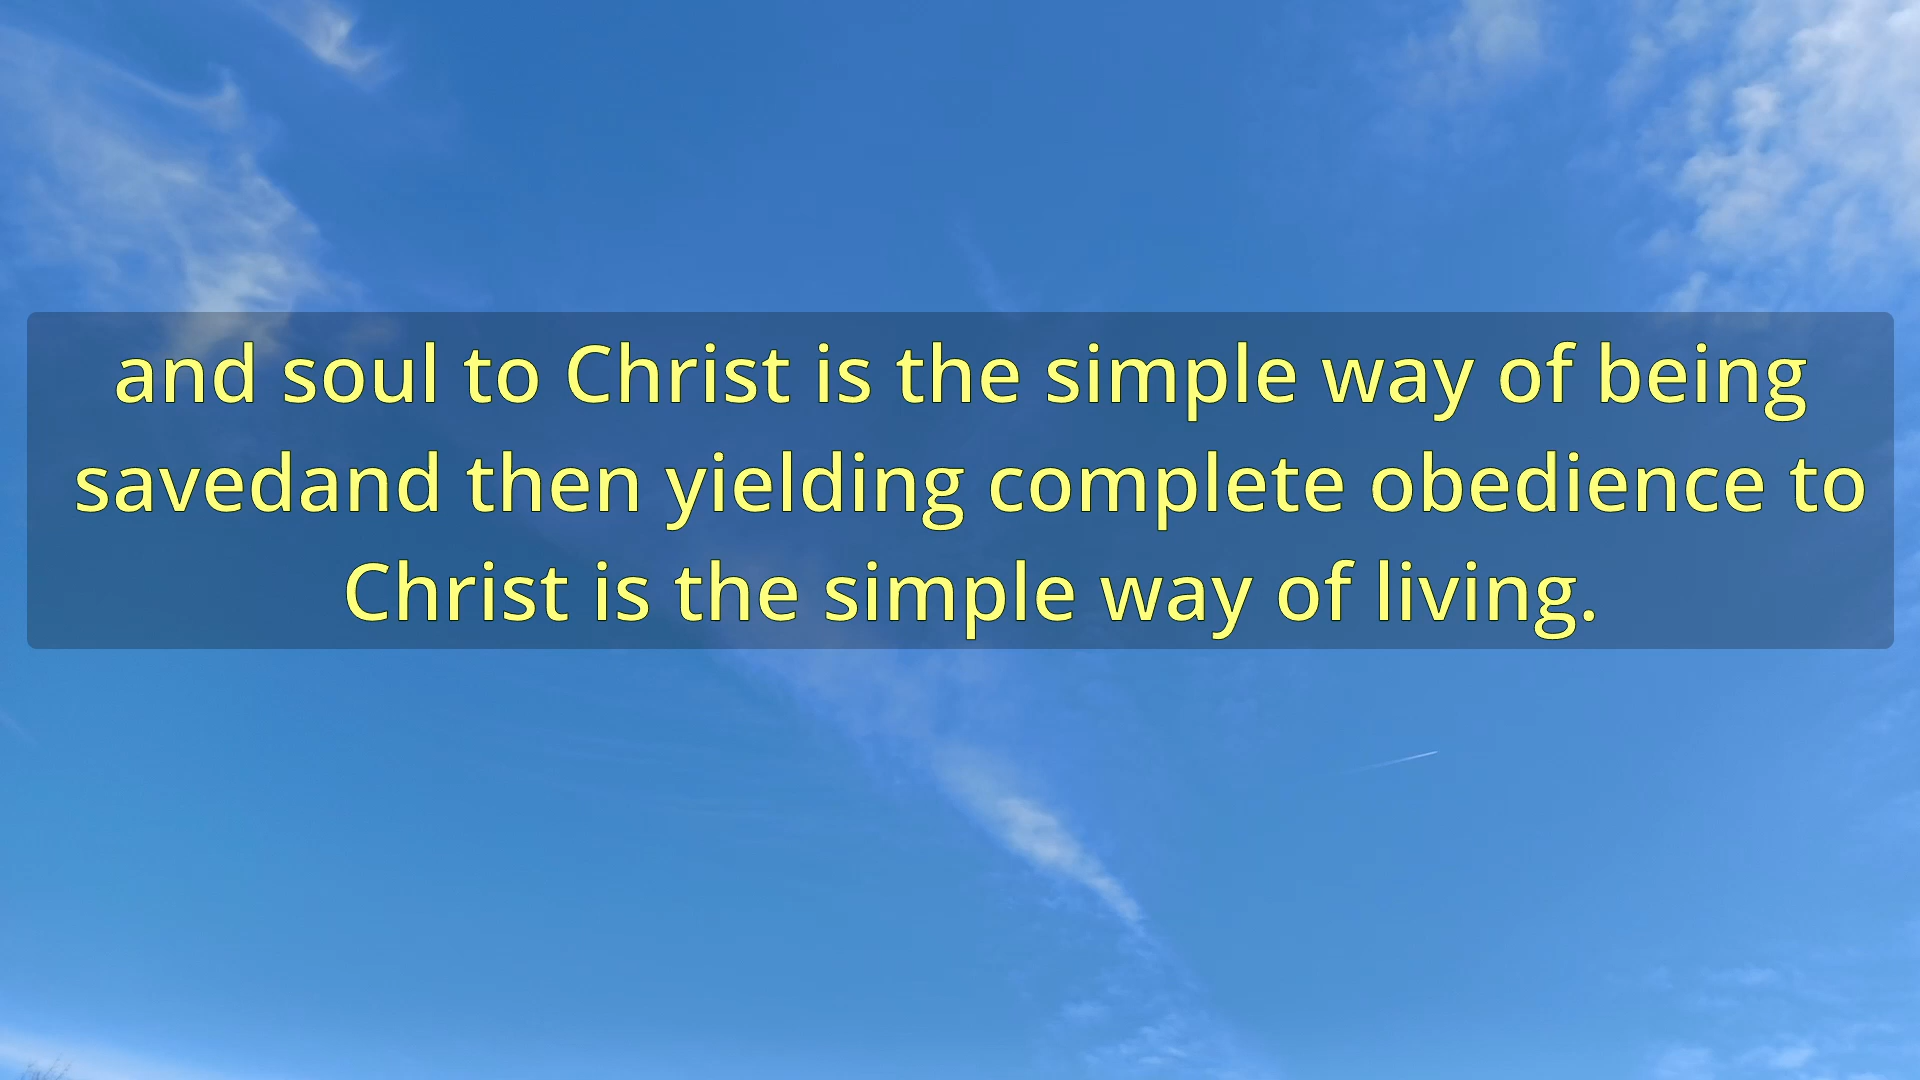 and soul to Christ is the simple way of being
savedand then yielding complete obedience to
Christ is the simple way of living.